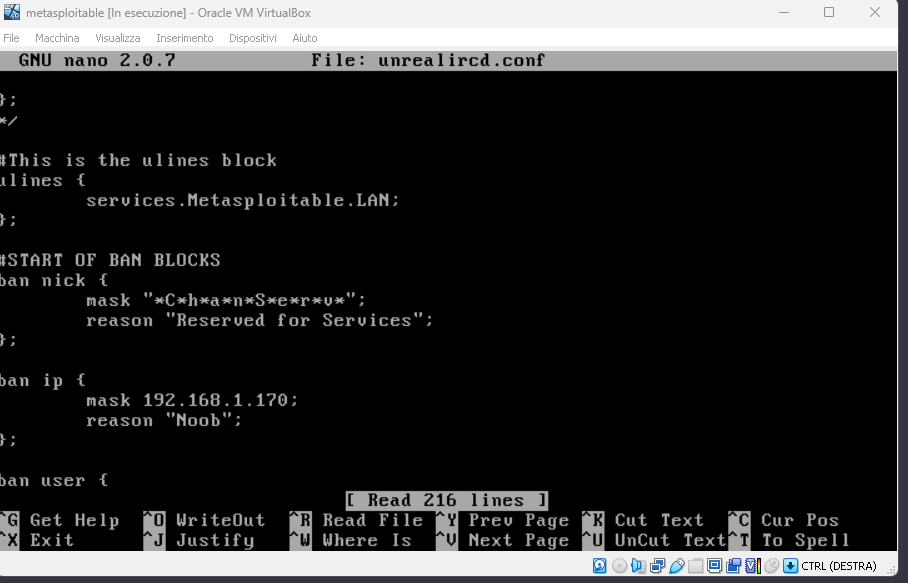 metasploitable [In esecuzione] - Oracle VM VirtualBox
File Macchina Visualizza Inserimento Dispositivi Aiuto
GNU nano 2.0.7 File: unrealircd.conf
};
*/
#This is the ulines block
ulines {
services.Metasploitable.LAN;
};
#START OF BAN BLOCKS
ban nick {
mask "*C*h*a*n*S*e*r*v*";
reason "Reserved for Services";
};
ban ip {
mask 192.168.1.170;
reason "Noob";
};
ban user {
[ Read 216 lines ]
^G Get Help ^O WriteOut ^R Read File ^Y Prev Page ^K Cut Text ^C Cur Pos
^X Exit ^J Justify ^W Where Is ^V Next Page ^U UnCut Text ^T To Spell
CTRL (DESTRA)